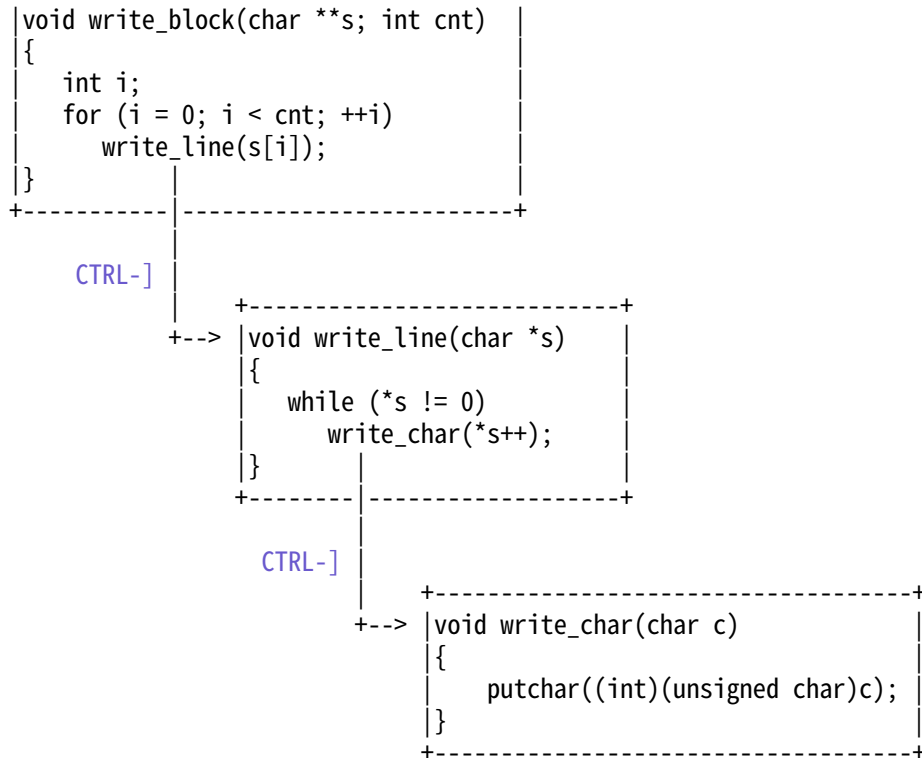 |void write_block(char **s; int cnt)  |
|{                                    |
|   int i;                            |
|   for (i = 0; i < cnt; ++i)         |
|      write_line(s[i]);              |
|}          |                         |
+-----------|-------------------------+
            |
     CTRL-] |
            |    +----------------------------+
            +--> |void write_line(char *s)    |
                 |{                           |
                 |   while (*s != 0)          |
                 |      write_char(*s++);     |
                 |}       |                   |
                 +--------|-------------------+
                          |
                   CTRL-] |
                          |    +------------------------------------+
                          +--> |void write_char(char c)             |
                               |{                                   |
                               |    putchar((int)(unsigned char)c); |
                               |}                                   |
                               +------------------------------------+